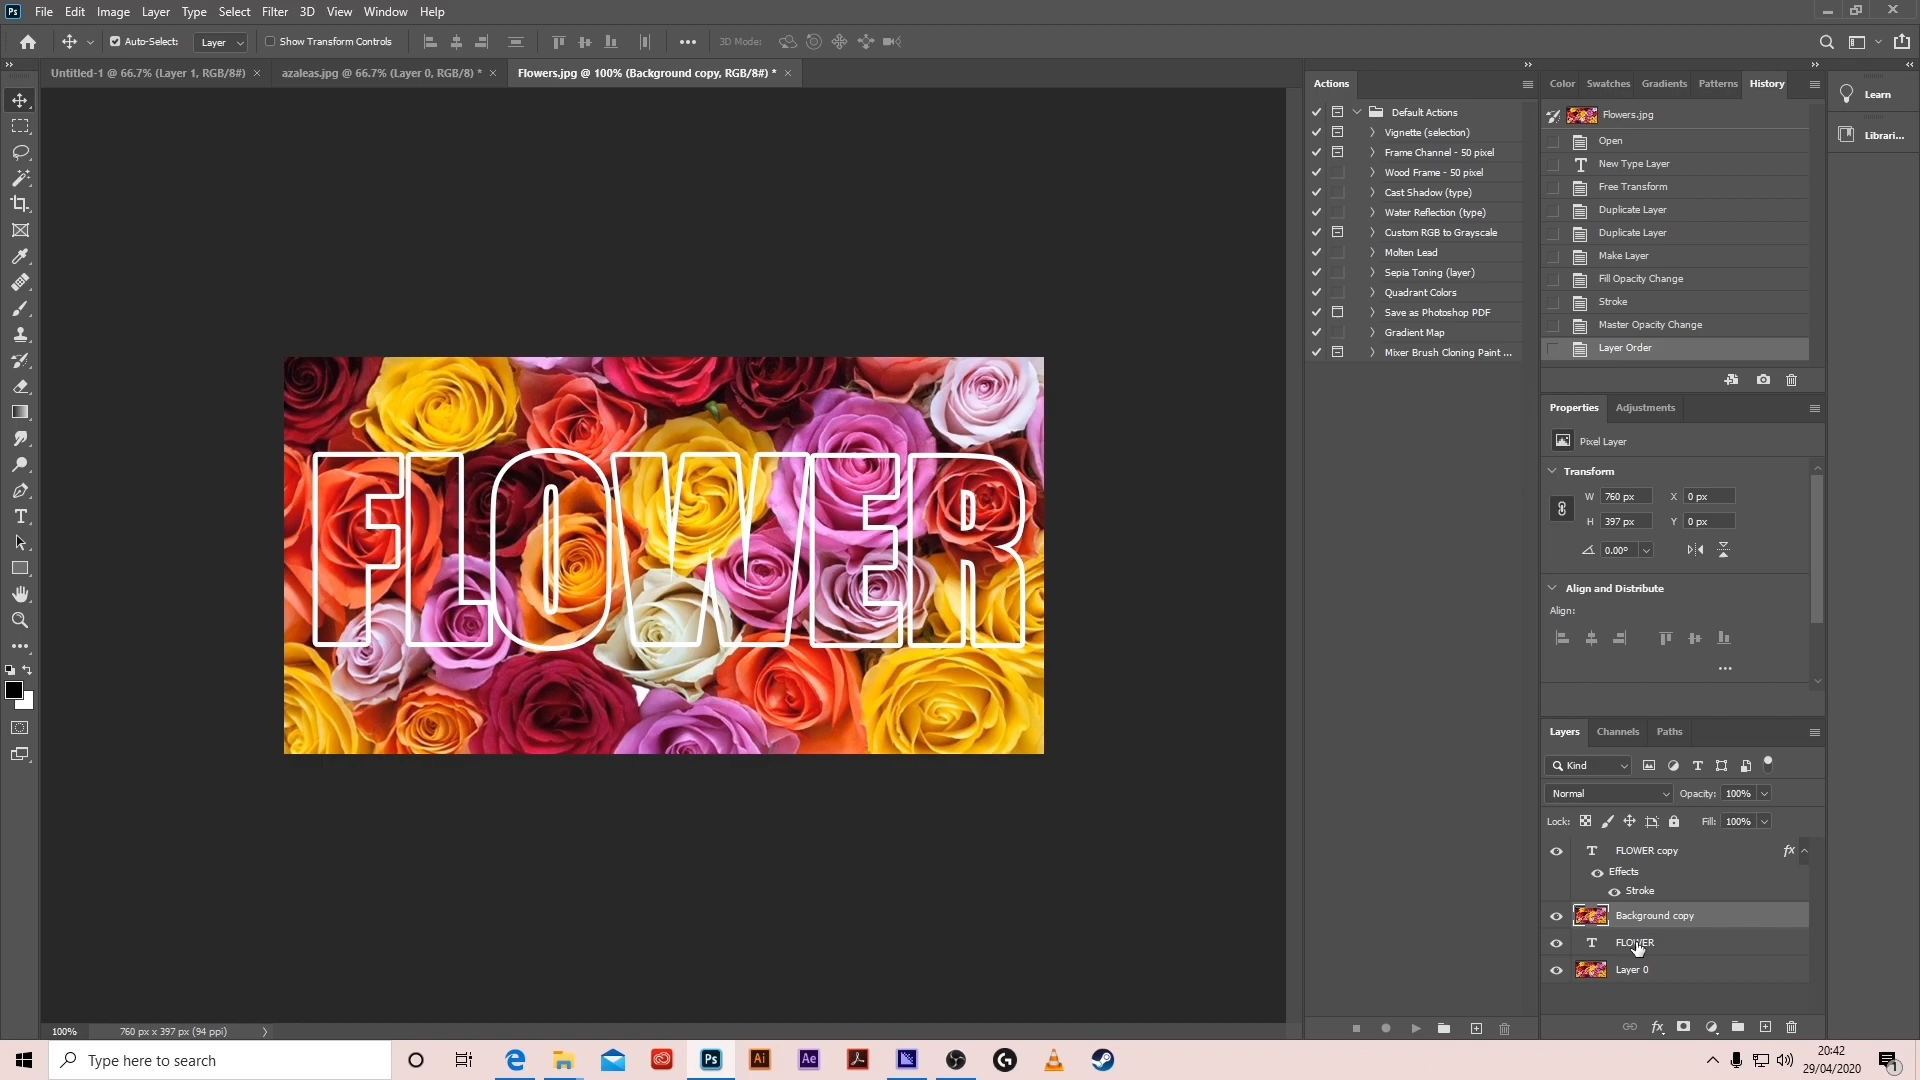 Ps File Edit Image Layer Type Select Filter 3D View Window Help
Auto-Select: Layer Show Transform Controls 3D Mode:
Untitled-1 @ 66.7% (Layer 1, RGB/8#) × azaleas.jpg @ 66.7% (Layer 0, RGB/8) * × Flowers.jpg @ 100% (Background copy, RGB/8#) * ×
FLOWER
100% 760 px x 397 px (94 ppi)
Actions
Default Actions
Vignette (selection)
Frame Channel - 50 pixel
Wood Frame - 50 pixel
Cast Shadow (type)
Water Reflection (type)
Custom RGB to Grayscale
Molten Lead
Sepia Toning (layer)
Quadrant Colors
Save as Photoshop PDF
Gradient Map
Mixer Brush Cloning Paint ...
Color Swatches Gradients Patterns History
Flowers.jpg
Open
New Type Layer
Free Transform
Duplicate Layer
Duplicate Layer
Make Layer
Fill Opacity Change
Stroke
Master Opacity Change
Layer Order
Learn
Librari...
Properties Adjustments
Pixel Layer
Transform
W 760 px X 0 px
H 397 px Y 0 px
0.00°
Align and Distribute
Align:
Layers Channels Paths
Kind
Normal Opacity: 100%
Lock: Fill: 100%
FLOWER copy fx
Effects
Stroke
Background copy
FLOWER
Layer 0
fx
Type here to search
Ps Ai Ae
20:42
29/04/2020
1